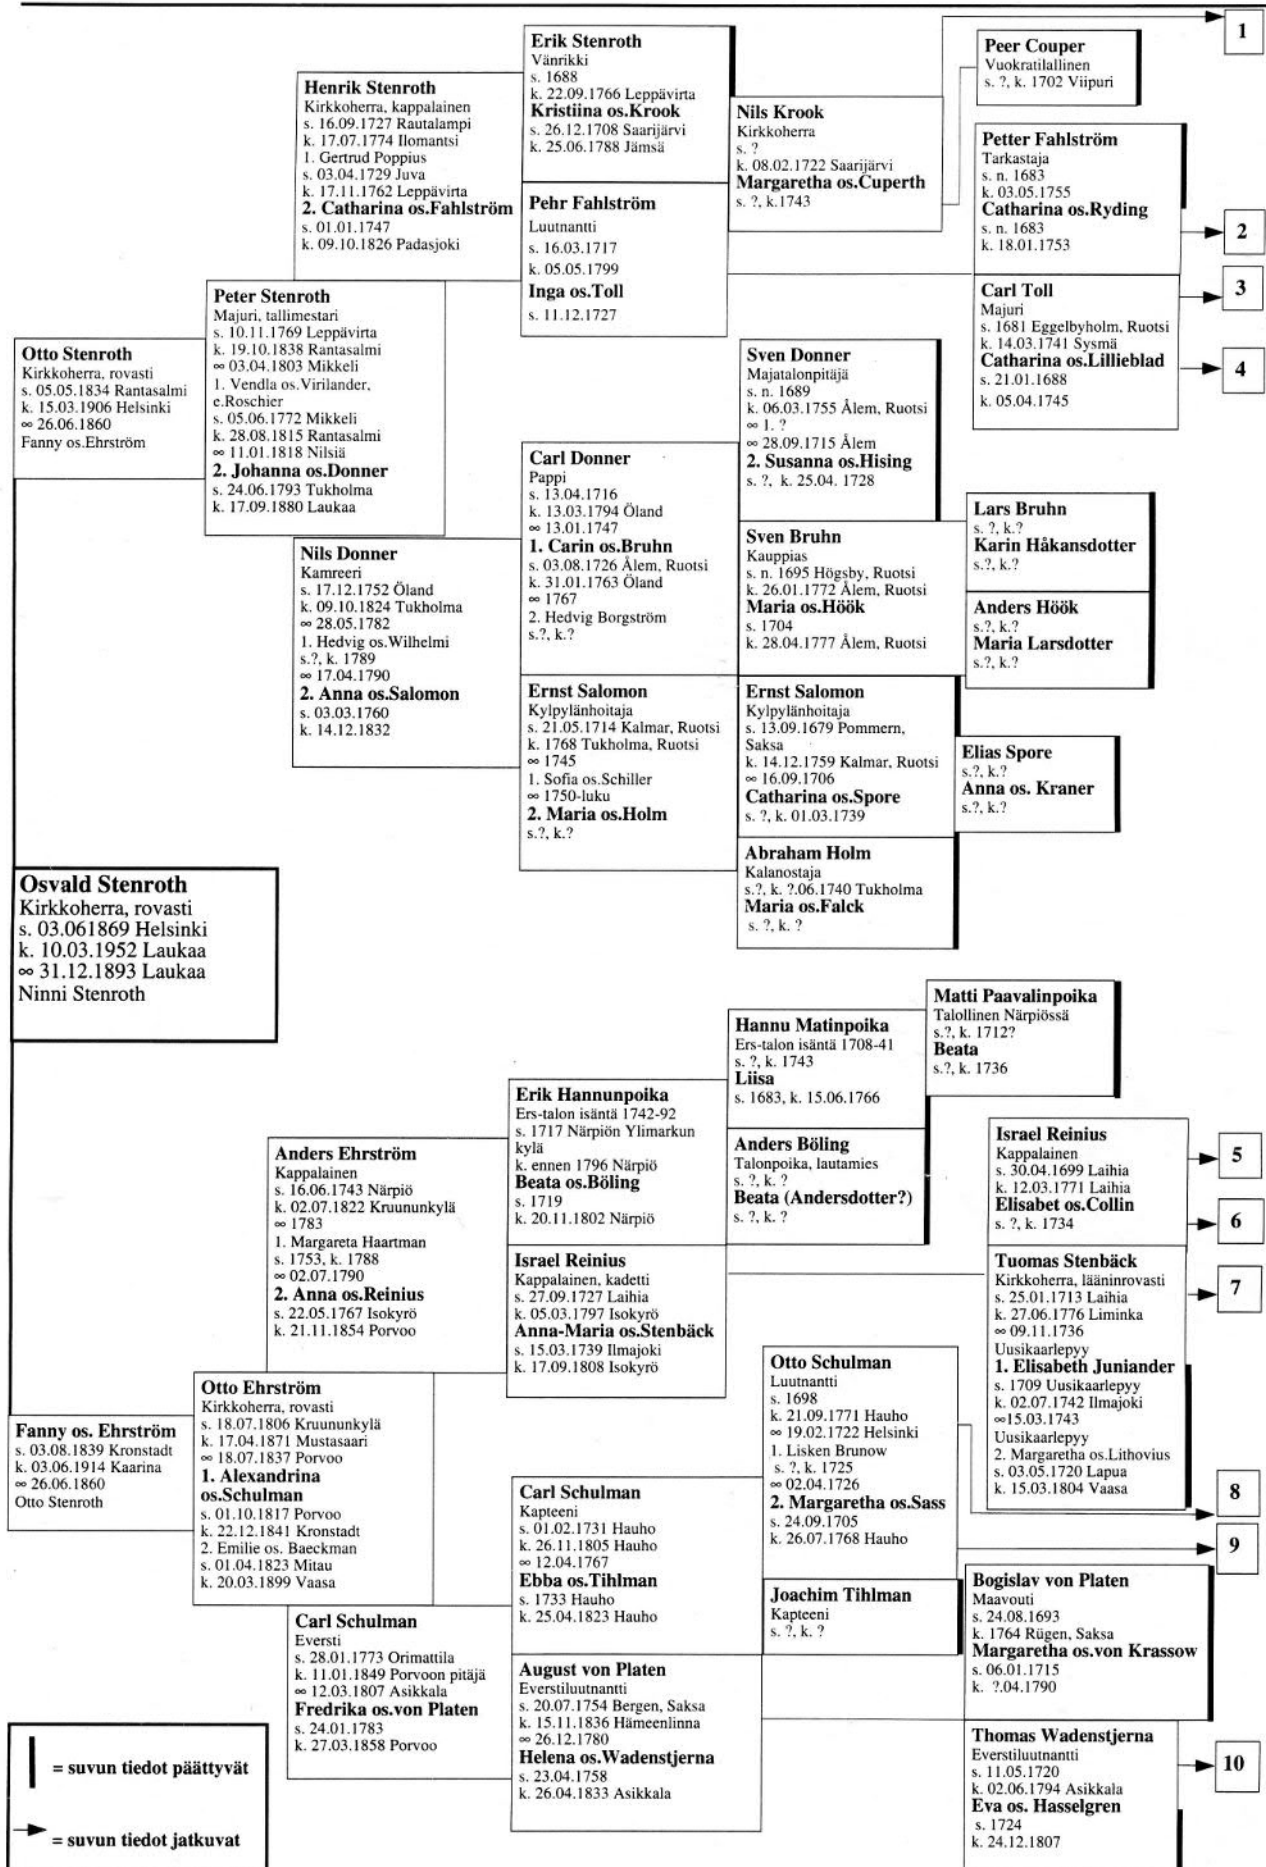 Otto Stenroth
Kirkkoherra, rovasti
s. 05.05.1834 Rantasalmi
k. 15.03.1906 Helsinki
∞ 26.06.1860
Fanny os.Ehrström
Peter Stenroth
Majuri, tallimestari
s. 10.11.1769 Leppävirta
k. 19.10.1838 Rantasalmi
∞ 03.04.1803 Mikkeli
1. Vendla os.Virilander,
e.Roschier
s. 05.06.1772 Mikkeli
k. 28.08.1815 Rantasalmi
∞ 11.01.1818 Nilsiä
2. Johanna os.Donner
s. 24.06.1793 Tukholma
k. 17.09.1880 Laukaa
Henrik Stenroth
Kirkkoherra, kappalainen
s. 16.09.1727 Rautalampi
k. 17.07.1774 Ilomantsi
1. Gertrud Poppius
s. 03.04.1729 Juva
k. 17.11.1762 Leppävirta
2. Catharina os.Fahlström
s. 01.01.1747
k. 09.10.1826 Padasjoki
Erik Stenroth
Vänrikki
s. 1688
k. 22.09.1766 Leppävirta
Kristiina os.Krook
s. 26.12.1708 Saarijärvi
k. 25.06.1788 Jämsä
Pehr Fahlström
Luutnantti
s. 16.03.1717
k. 05.05.1799
Inga os.Toll
s. 11.12.1727
Nils Krook
Kirkkoherra
s. ?
k. 08.02.1722 Saarijärvi
Margaretha os.Cuperth
s. ?, k.1743
1
Peer Couper
Vuokratilallinen
s. ?, k. 1702 Viipuri
Petter Fahlström
Tarkastaja
s. n. 1683
k. 03.05.1755
Catharina os.Ryding
s. n. 1683
k. 18.01.1753
2
Carl Toll
Majuri
s. 1681 Eggelbyholm, Ruotsi
k. 14.03.1741 Sysmä
Catharina os.Lillieblad
s. 21.01.1688
k. 05.04.1745
3
4
Nils Donner
Kamreeri
s. 17.12.1752 Öland
k. 09.10.1824 Tukholma
∞ 28.05.1782
1. Hedvig os.Wilhelmi
s.?, k. 1789
∞ 17.04.1790
2. Anna os.Salomon
s. 03.03.1760
k. 14.12.1832
Carl Donner
Pappi
s. 13.04.1716
k. 13.03.1794 Öland
∞ 13.01.1747
1. Carin os.Bruhn
s. 03.08.1726 Ålem, Ruotsi
k. 31.01.1763 Öland
∞ 1767
2. Hedvig Borgström
s.?, k.?
Ernst Salomon
Kylpylänhoitaja
s. 21.05.1714 Kalmar, Ruotsi
k. 1768 Tukholma, Ruotsi
∞ 1745
1. Sofia os.Schiller
∞ 1750-luku
2. Maria os.Holm
s.?, k.?
Sven Donner
Majatalonpitäjä
s. n. 1689
k. 06.03.1755 Ålem, Ruotsi
∞ 1. ?
∞ 28.09.1715 Ålem
2. Susanna os.Hising
s. ?, k. 25.04. 1728
Sven Bruhn
Kauppias
s. n. 1695 Högsby, Ruotsi
k. 26.01.1772 Ålem, Ruotsi
Maria os.Höök
s. 1704
k. 28.04.1777 Ålem, Ruotsi
Lars Bruhn
s. ?, k.?
Karin Håkansdotter
s.?, k.?
Anders Höök
s.?, k.?
Maria Larsdotter
s.?, k.?
Ernst Salomon
Kylpylänhoitaja
s. 13.09.1679 Pommern,
Saksa
k. 14.12.1759 Kalmar, Ruotsi
∞ 16.09.1706
Catharina os.Spore
s. ?, k. 01.03.1739
Elias Spore
s.?, k.?
Anna os. Kraner
s.?, k.?
Abraham Holm
Kalanostaja
s.?, k. ?.06.1740 Tukholma
Maria os.Falck
s. ?, k. ?
Osvald Stenroth
Kirkkoherra, rovasti
s. 03.061869 Helsinki
k. 10.03.1952 Laukaa
∞ 31.12.1893 Laukaa
Ninni Stenroth
Fanny os. Ehrström
s. 03.08.1839 Kronstadt
k. 03.06.1914 Kaarina
∞ 26.06.1860
Otto Stenroth
Otto Ehrström
Kirkkoherra, rovasti
s. 18.07.1806 Kruununkylä
k. 17.04.1871 Mustasaari
∞ 18.07.1837 Porvoo
1. Alexandrina
os.Schulman
s. 01.10.1817 Porvoo
k. 22.12.1841 Kronstadt
2. Emilie os. Baeckman
s. 01.04.1823 Mitau
k. 20.03.1899 Vaasa
Anders Ehrström
Kappalainen
s. 16.06.1743 Närpiö
k. 02.07.1822 Kruununkylä
∞ 1783
1. Margareta Haartman
s. 1753, k. 1788
∞ 02.07.1790
2. Anna os.Reinius
s. 22.05.1767 Isokyrö
k. 21.11.1854 Porvoo
Erik Hannunpoika
Ers-talon isäntä 1742-92
s. 1717 Närpiön Ylimarkun
kylä
k. ennen 1796 Närpiö
Beata os.Böling
s. 1719
k. 20.11.1802 Närpiö
Israel Reinius
Kappalainen, kadetti
s. 27.09.1727 Laihia
k. 05.03.1797 Isokyrö
Anna-Maria os.Stenbäck
s. 15.03.1739 Ilmajoki
k. 17.09.1808 Isokyrö
Hannu Matinpoika
Ers-talon isäntä 1708-41
s. ?, k. 1743
Liisa
s. 1683, k. 15.06.1766
Anders Böling
Talonpoika, lautamies
s. ?, k. ?
Beata (Andersdotter?)
s. ?, k. ?
Matti Paavalinpoika
Talollinen Närpiössä
s.?, k. 1712?
Beata
s.?, k. 1736
Israel Reinius
Kappalainen
s. 30.04.1699 Laihia
k. 12.03.1771 Laihia
Elisabet os.Collin
s. ?, k. 1734
5
6
Tuomas Stenbäck
Kirkkoherra, lääninrovasti
s. 25.01.1713 Laihia
k. 27.06.1776 Liminka
∞ 09.11.1736
Uusikaarlepyy
1. Elisabeth Juniander
s. 1709 Uusikaarlepyy
k. 02.07.1742 Ilmajoki
∞15.03.1743
Uusikaarlepyy
2. Margaretha os.Lithovius
s. 03.05.1720 Lapua
k. 15.03.1804 Vaasa
7
Carl Schulman
Eversti
s. 28.01.1773 Orimattila
k. 11.01.1849 Porvoon pitäjä
∞ 12.03.1807 Asikkala
Fredrika os.von Platen
s. 24.01.1783
k. 27.03.1858 Porvoo
Carl Schulman
Kapteeni
s. 01.02.1731 Hauho
k. 26.11.1805 Hauho
∞ 12.04.1767
Ebba os.Tihlman
s. 1733 Hauho
k. 25.04.1823 Hauho
August von Platen
Everstiluutnantti
s. 20.07.1754 Bergen, Saksa
k. 15.11.1836 Hämeenlinna
∞ 26.12.1780
Helena os.Wadenstjerna
s. 23.04.1758
k. 26.04.1833 Asikkala
Otto Schulman
Luutnantti
s. 1698
k. 21.09.1771 Hauho
∞ 19.02.1722 Helsinki
1. Lisken Brunow
s. ?, k. 1725
∞ 02.04.1726
2. Margaretha os.Sass
s. 24.09.1705
k. 26.07.1768 Hauho
8
9
Joachim Tihlman
Kapteeni
s. ?, k. ?
Bogislav von Platen
Maavouti
s. 24.08.1693
k. 1764 Rügen, Saksa
Margaretha os.von Krassow
s. 06.01.1715
k. ?.04.1790
Thomas Wadenstjerna
Everstiluutnantti
s. 11.05.1720
k. 02.06.1794 Asikkala
Eva os. Hasselgren
s. 1724
k. 24.12.1807
10
= suvun tiedot päättyvät
= suvun tiedot jatkuvat